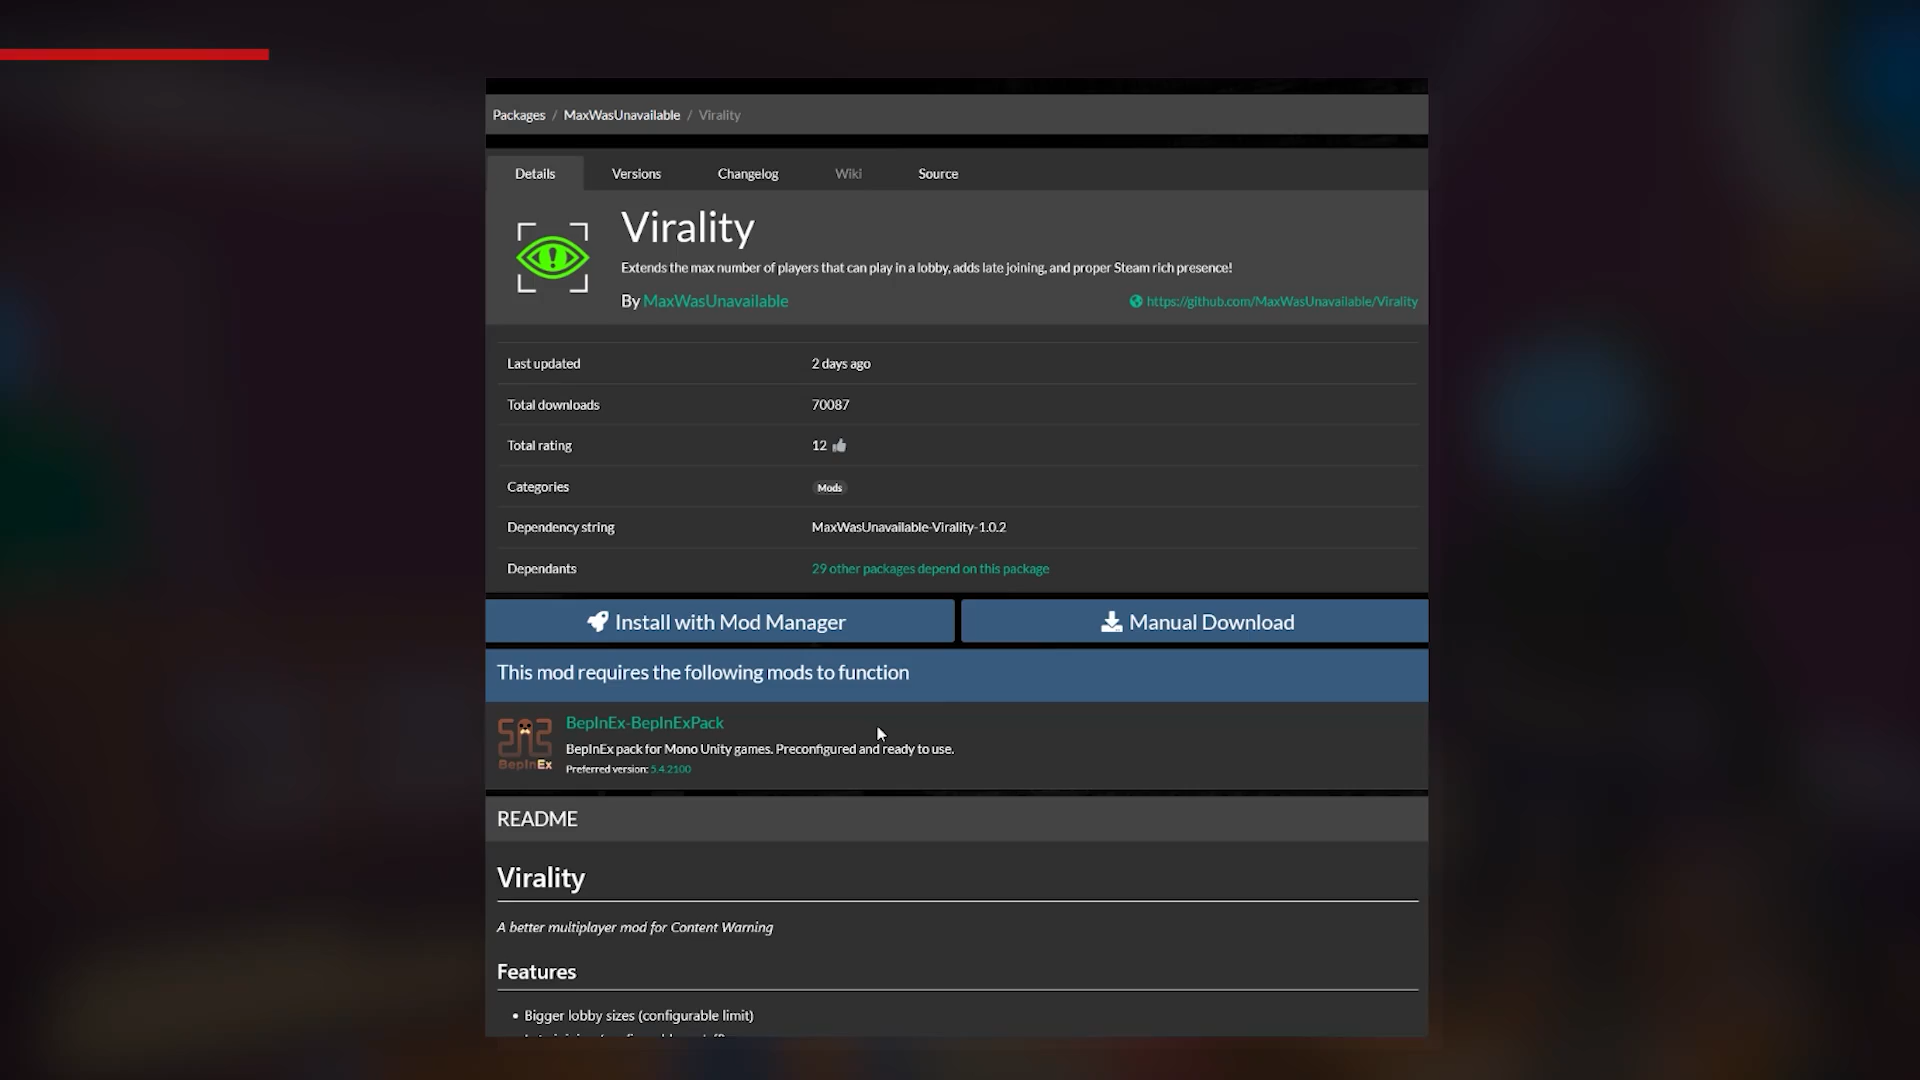 Packages / MaxWasUnavailable / Virality
Details Versions Changelog Wiki Source
Virality
Extends the max number of players that can play in a lobby, adds late joining, and proper Steam rich presence!
By MaxWasUnavailable https://github.com/MaxWasUnavailable/Virality
Last updated 2 days ago
Total downloads 70087
Total rating 12
Categories Mods
Dependency string MaxWasUnavailable-Virality-1.0.2
Dependants 29 other packages depend on this package
Install with Mod Manager Manual Download
This mod requires the following mods to function
BepInEx
BepInEx-BepInExPack
BepInEx pack for Mono Unity games. Preconfigured and ready to use.
Preferred version: 5.4.2100
README
Virality
A better multiplayer mod for Content Warning
Features
• Bigger lobby sizes (configurable limit)